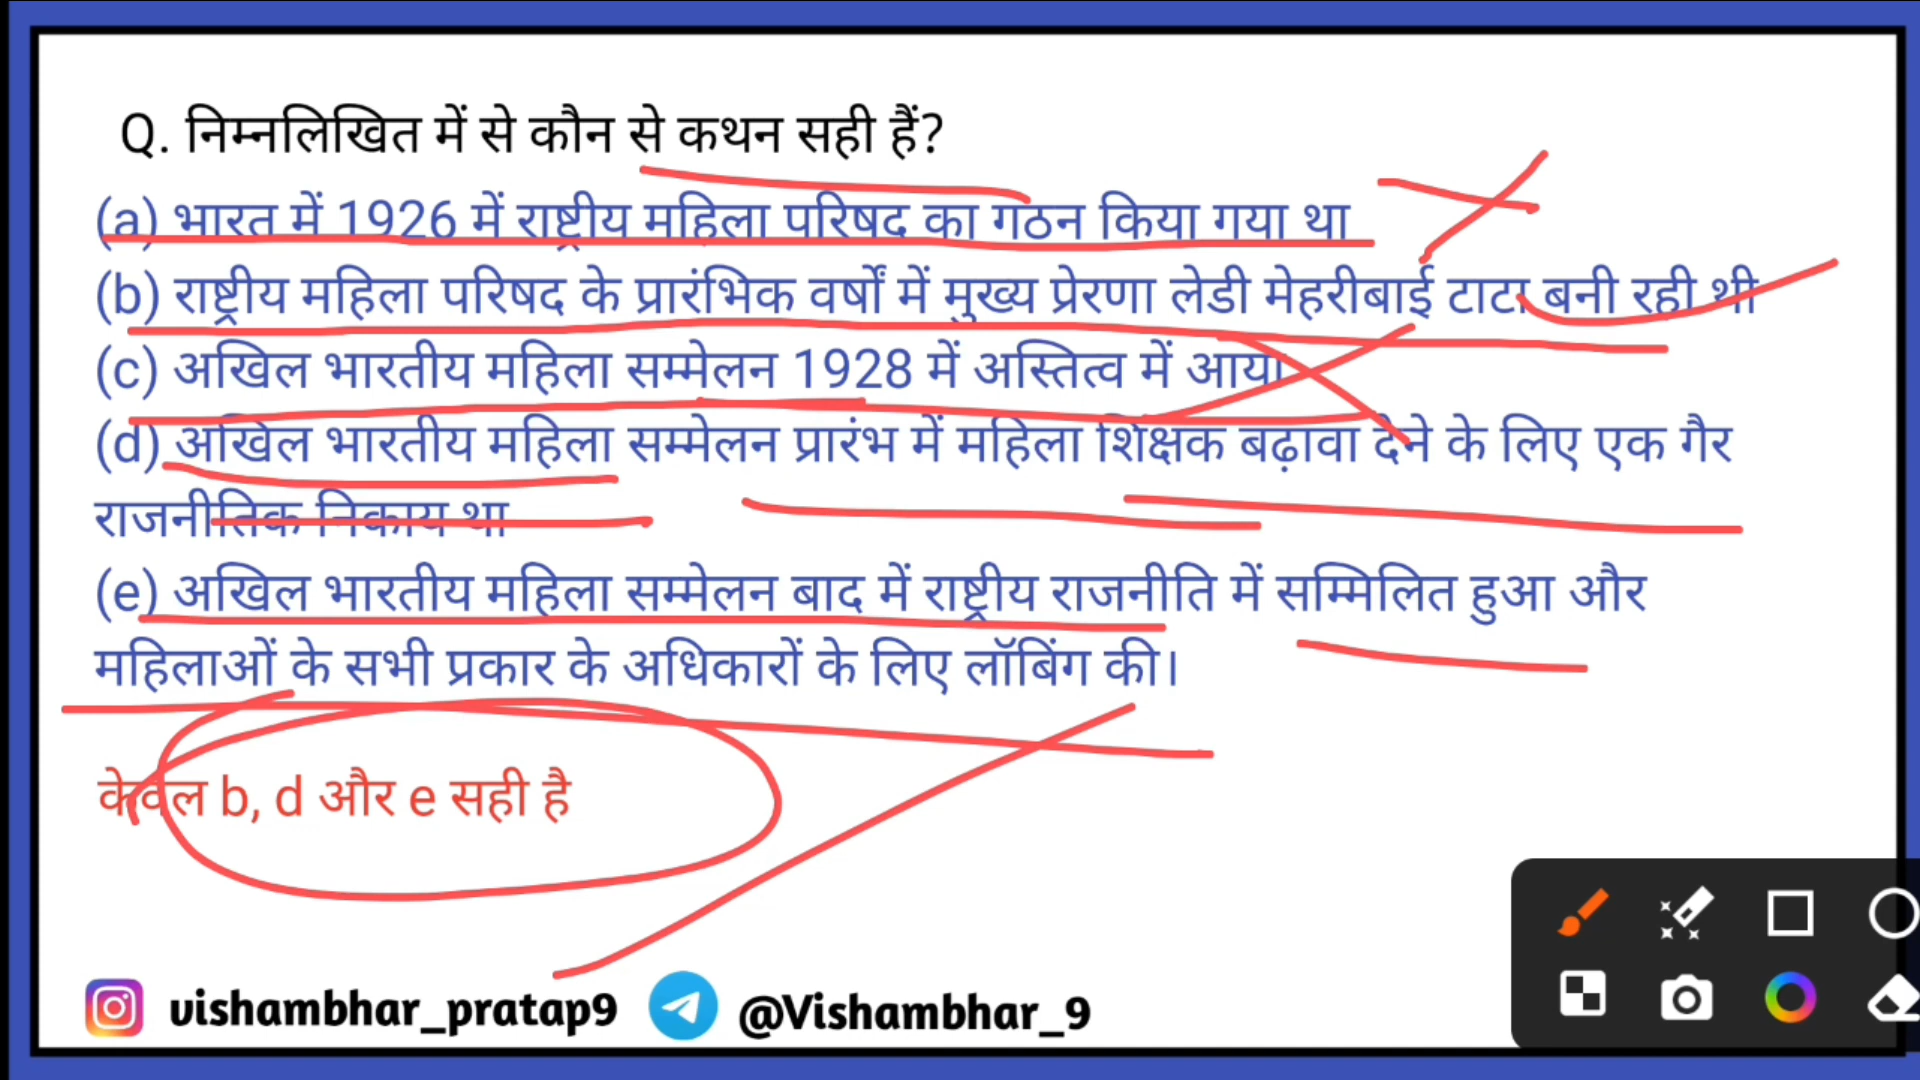 Q. निम्नलिखित में से कौन से कथन सही हैं?
(a) भारत में 1926 में राष्ट्रीय महिला परिषद का गठन किया गया था
(b) राष्ट्रीय महिला परिषद के प्रारंभिक वर्षों में मुख्य प्रेरणा लेडी मेहरीबाई टाटा बनी रही थी
(c) अखिल भारतीय महिला सम्मेलन 1928 में अस्तित्व में आया
(d) अखिल भारतीय महिला सम्मेलन प्रारंभ में महिला शिक्षक बढ़ावा देने के लिए एक गैर
राजनीतिक निकाय था
(e) अखिल भारतीय महिला सम्मेलन बाद में राष्ट्रीय राजनीति में सम्मिलित हुआ और
महिलाओं के सभी प्रकार के अधिकारों के लिए लॉबिंग की।
केवल b, d और e सही है
vishambhar_pratap9 @Vishambhar_9